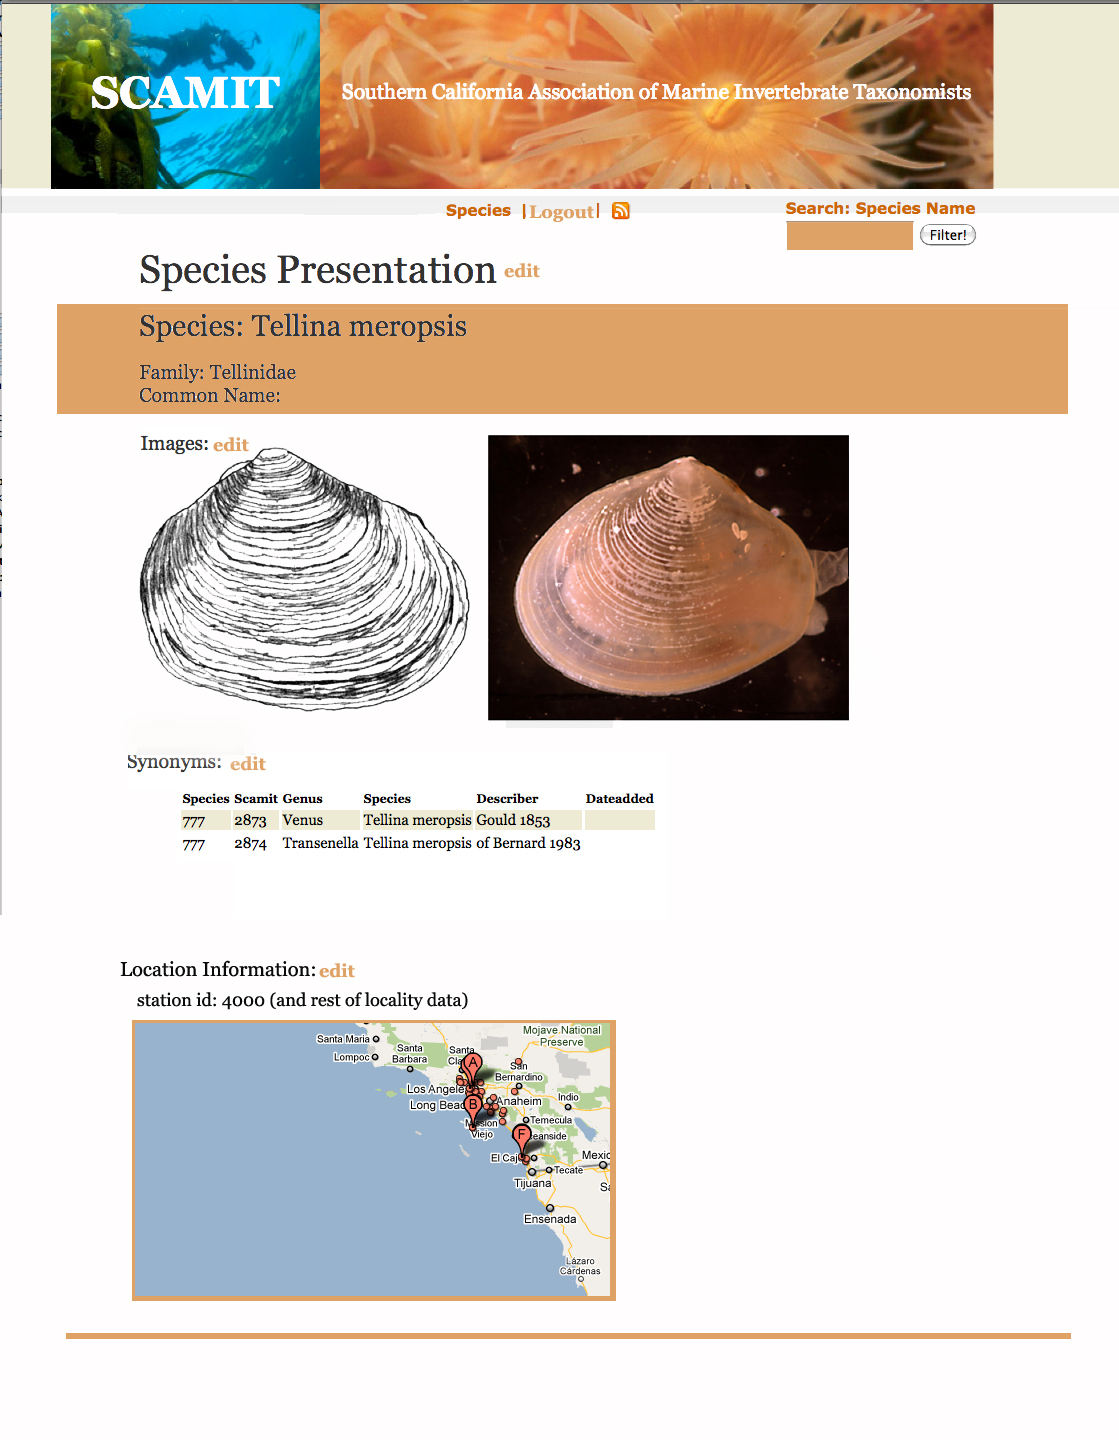 SCAMIT
Southern California Association of Marine Invertebrate Taxonomists
Species | Logout |
Search: Species Name
Filter!
Species Presentation edit
Species: Tellina meropsis
Family: Tellinidae
Common Name:
Images: edit
Synonyms: edit
Species Scamit Genus Species Describer Dateadded
777 2873 Venus Tellina meropsis Gould 1853
777 2874 Transenella Tellina meropsis of Bernard 1983
Location Information: edit
station id: 4000 (and rest of locality data)
Mojave National
Preserve
Santa Maria
Lompoc
Santa
Barbara
Santa
Cla
A
San
Bernardino
Los Angele
Long Beac
B
Anaheim
Indio
Mission
Viejo
Temecula
F
eanside
El Caj
Mexic
Tecate
Tijuana
Sa
Ensenada
Lázaro
Cárdenas